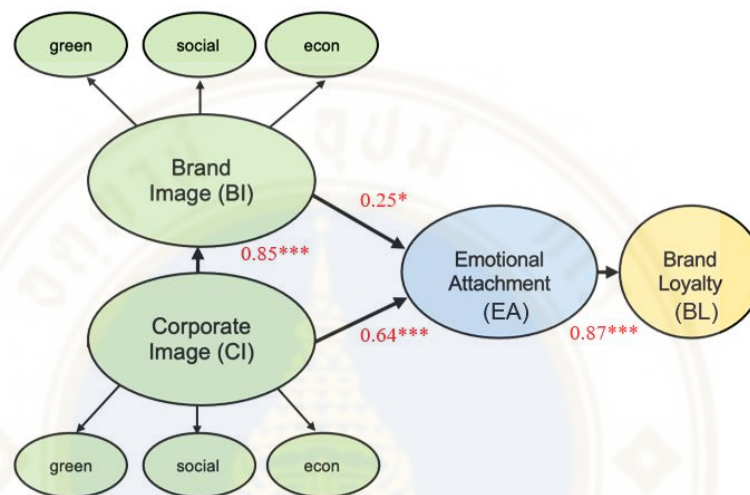 green
social
econ
Brand
Image (BI)
0.25*
0.85***
Emotional
Attachment
(EA)
Brand
Loyalty
(BL)
Corporate
Image (CI)
0.64***
0.87***
green
social
econ